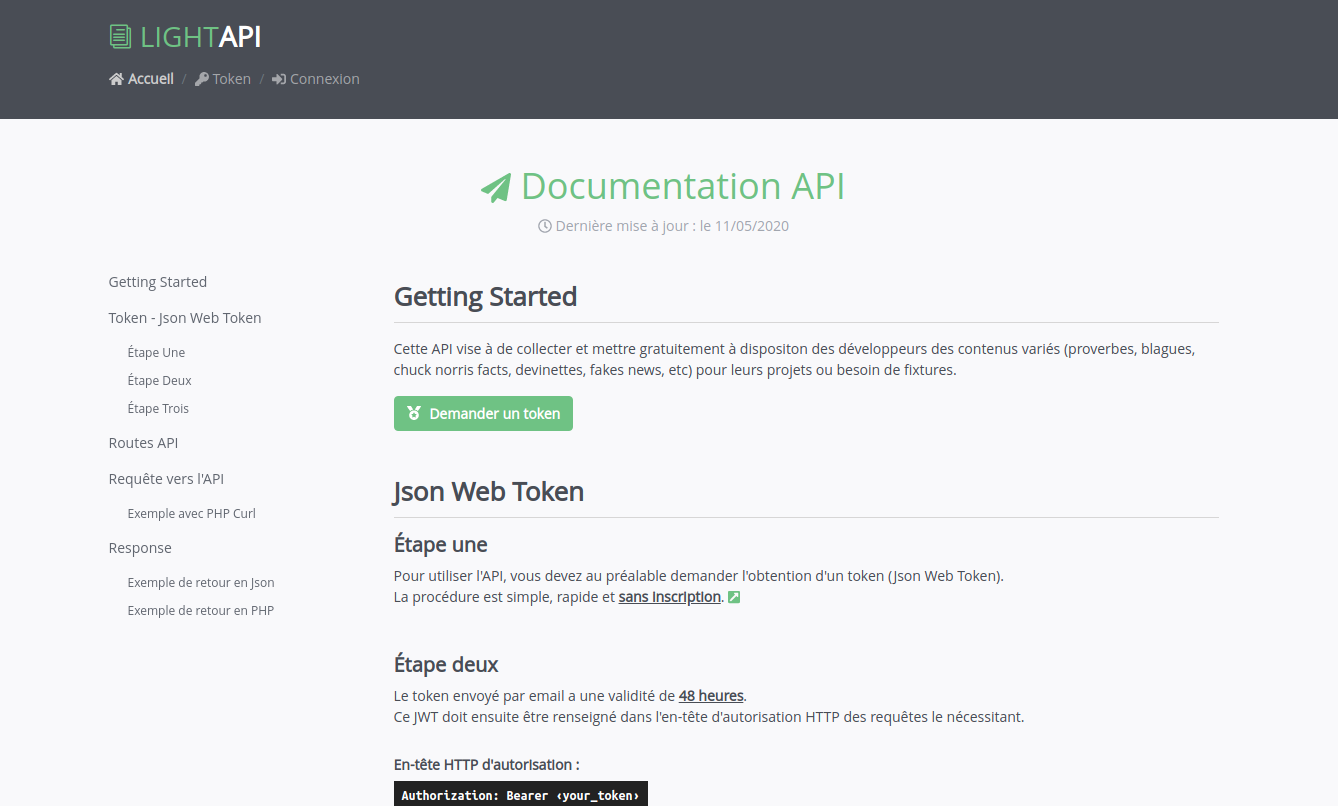 LIGHTAPI
Accueil / Token / Connexion
Documentation API
Dernière mise à jour : le 11/05/2020
Getting Started
Token - Json Web Token
Étape Une
Étape Deux
Étape Trois
Routes API
Requête vers l'API
Exemple avec PHP Curl
Response
Exemple de retour en Json
Exemple de retour en PHP
Getting Started
Cette API vise à de collecter et mettre gratuitement à dispositon des développeurs des contenus variés (proverbes, blagues,
chuck norris facts, devinettes, fakes news, etc) pour leurs projets ou besoin de fixtures.
Demander un token
Json Web Token
Étape une
Pour utiliser l'API, vous devez au préalable demander l'obtention d'un token (Json Web Token).
La procédure est simple, rapide et sans inscription.
Étape deux
Le token envoyé par email a une validité de 48 heures.
Ce JWT doit ensuite être renseigné dans l'en-tête d'autorisation HTTP des requêtes le nécessitant.
En-tête HTTP d'autorisation :
Authorization: Bearer ‹your_token›